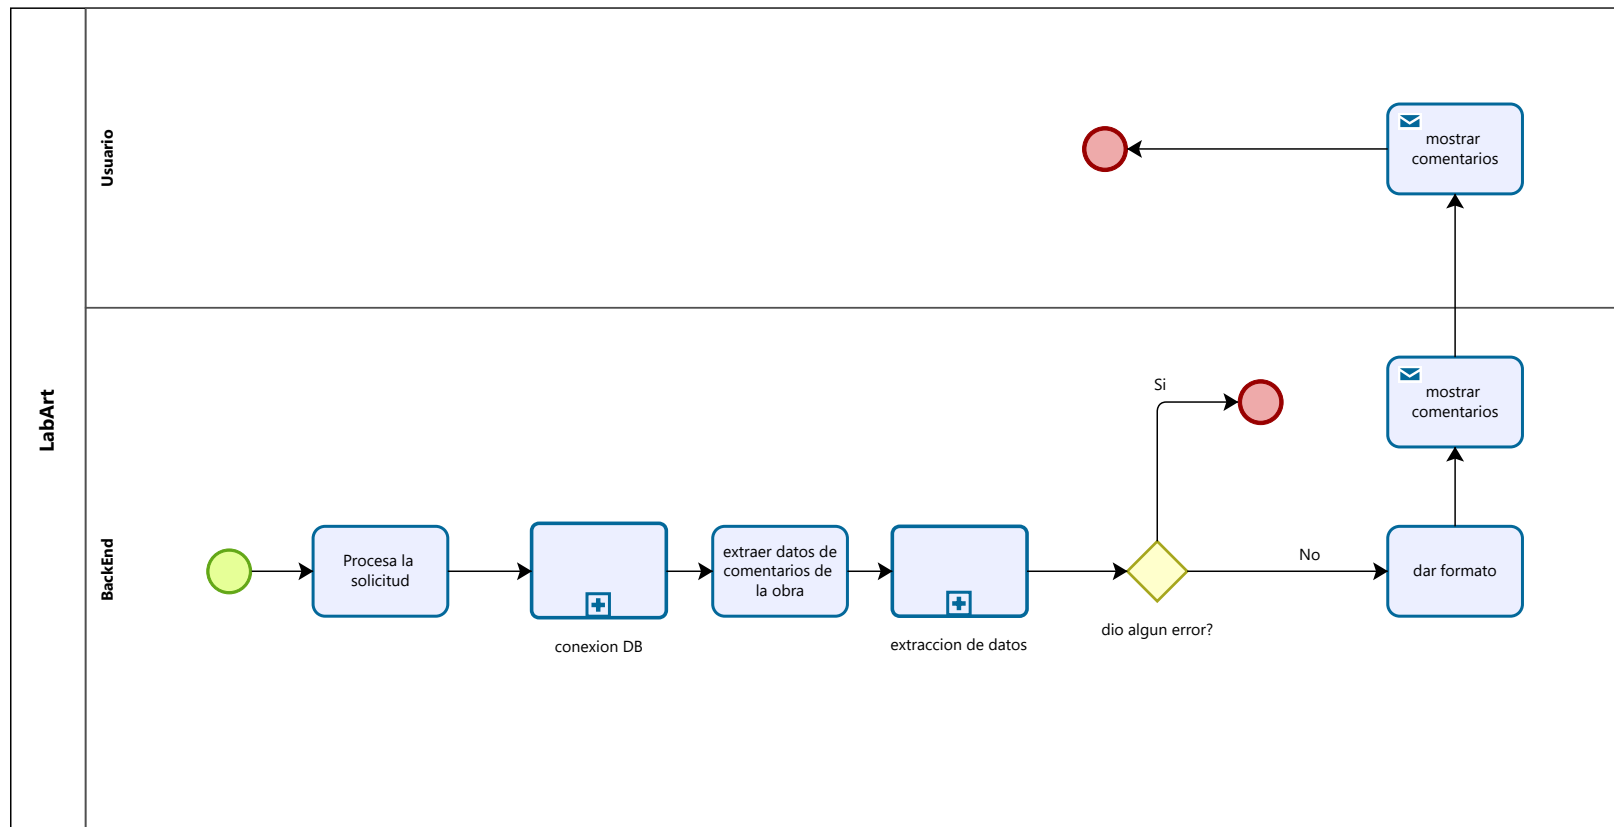 LabArt
Usuario
mostrar
comentarios
BackEnd
Si
mostrar
comentarios
Procesa la
solicitud
conexion DB
extraer datos de
comentarios de
la obra
extraccion de datos
dio algun error?
No
dar formato